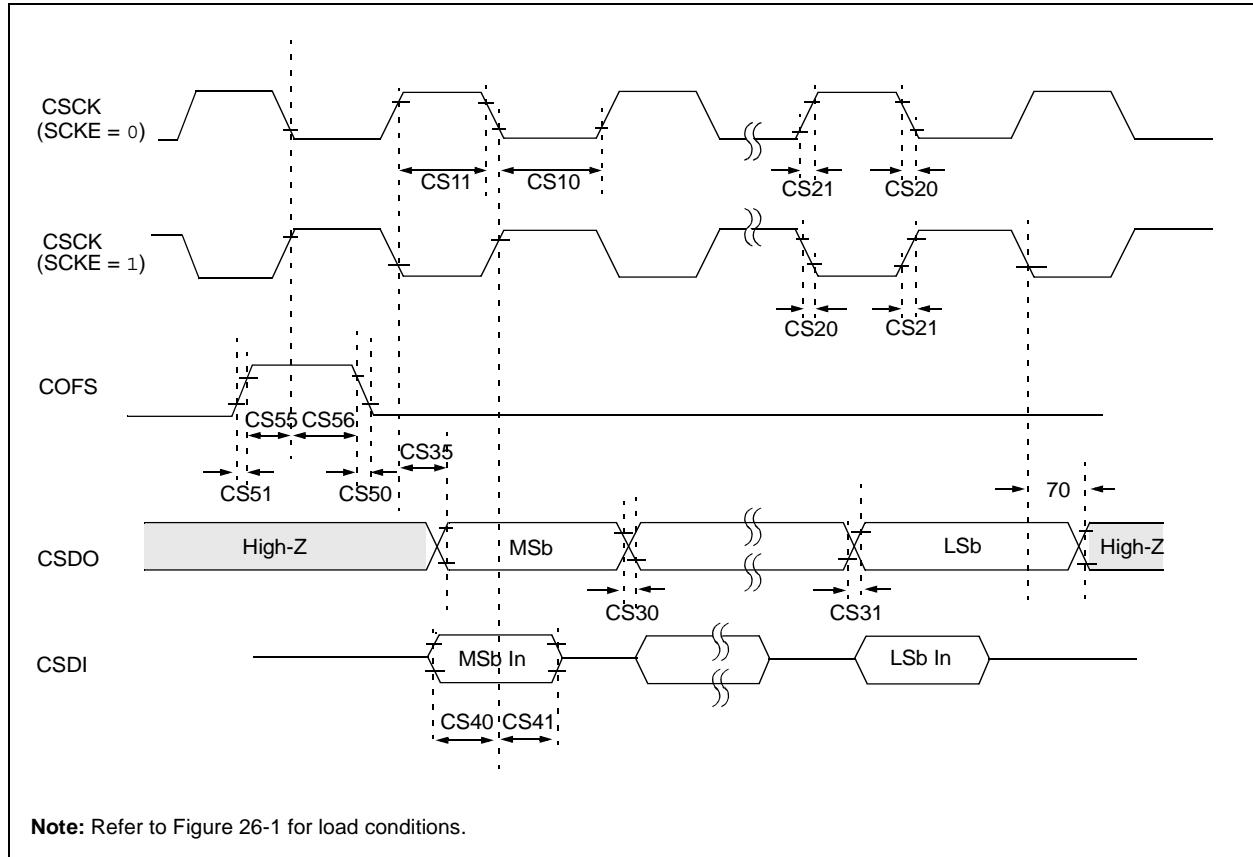 CSCK
(SCKE = 0)
CS11
CS10
CS21
CS20
CSCK
(SCKE = 1)
CS20
CS21
COFS
CS55
CS56
CS35
CS51
CS50
70
CSDO
High-Z
MSb
LSb
High-Z
CS30
CS31
CSDI
MSb In
LSb In
CS40
CS41
Note: Refer to Figure 26-1 for load conditions.